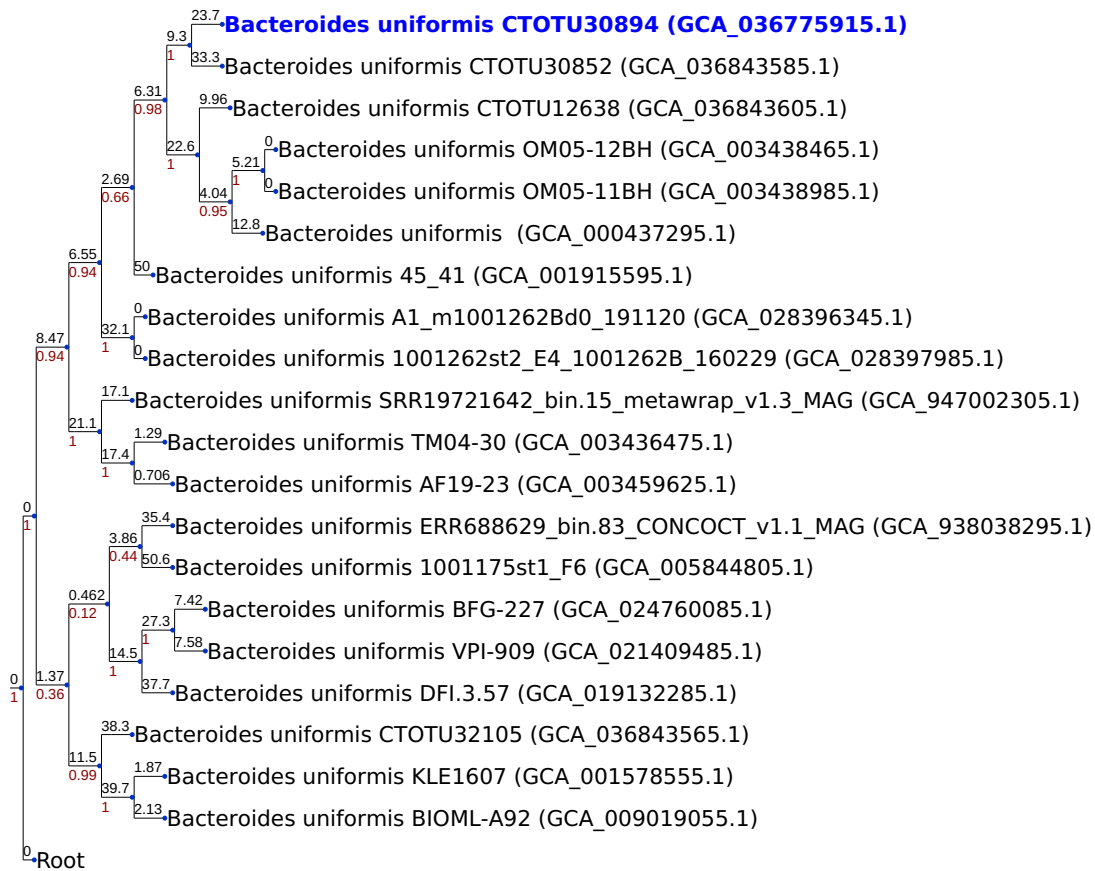 23.7
Bacteroides uniformis CTOTU30894 (GCA_036775915.1)
9.3
1
33.3
Bacteroides uniformis CTOTU30852 (GCA_036843585.1)
6.31
0.98
9.96
Bacteroides uniformis CTOTU12638 (GCA_036843605.1)
22.6
1
0
Bacteroides uniformis OM05-12BH (GCA_003438465.1)
5.21
1
0
Bacteroides uniformis OM05-11BH (GCA_003438985.1)
4.04
0.95
12.8
Bacteroides uniformis (GCA_000437295.1)
2.69
0.66
50
Bacteroides uniformis 45_41 (GCA_001915595.1)
6.55
0.94
0
Bacteroides uniformis A1_m1001262Bd0_191120 (GCA_028396345.1)
32.1
1
0
Bacteroides uniformis 1001262st2_E4_1001262B_160229 (GCA_028397985.1)
8.47
0.94
17.1
Bacteroides uniformis SRR19721642_bin.15_metawrap_v1.3_MAG (GCA_947002305.1)
21.1
1
1.29
Bacteroides uniformis TM04-30 (GCA_003436475.1)
17.4
1
0.706
Bacteroides uniformis AF19-23 (GCA_003459625.1)
0
1
35.4
Bacteroides uniformis ERR688629_bin.83_CONCOCT_v1.1_MAG (GCA_938038295.1)
3.86
0.44
50.6
Bacteroides uniformis 1001175st1_F6 (GCA_005844805.1)
0.462
0.12
7.42
Bacteroides uniformis BFG-227 (GCA_024760085.1)
27.3
1
7.58
Bacteroides uniformis VPI-909 (GCA_021409485.1)
14.5
1
37.7
Bacteroides uniformis DFI.3.57 (GCA_019132285.1)
0
1
1.37
0.36
38.3
Bacteroides uniformis CTOTU32105 (GCA_036843565.1)
11.5
0.99
1.87
Bacteroides uniformis KLE1607 (GCA_001578555.1)
39.7
1
2.13
Bacteroides uniformis BIOML-A92 (GCA_009019055.1)
0
Root